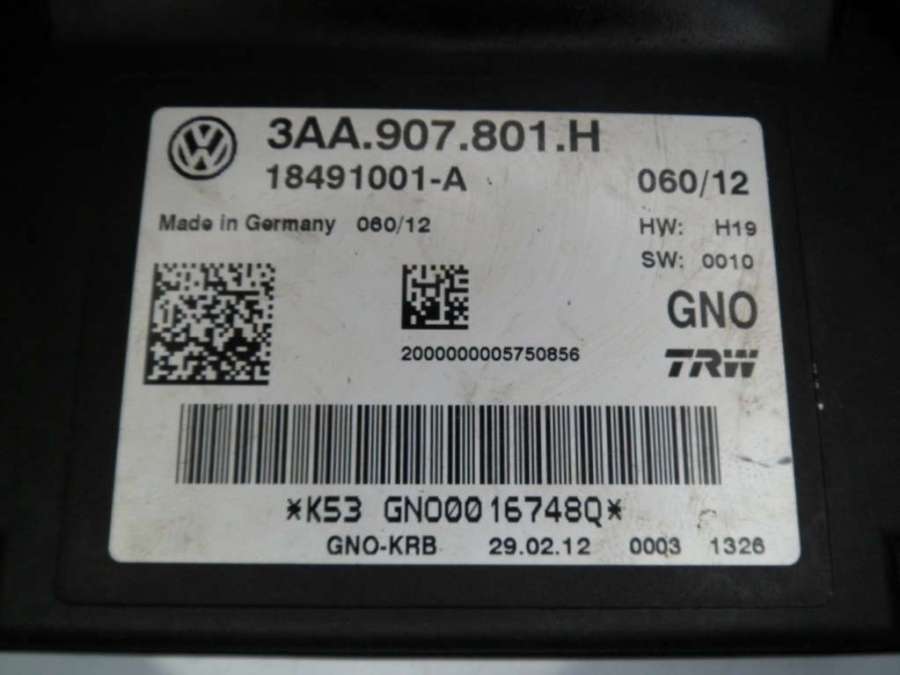 3AA.907.801.H
18491001-A 060/12
Made in Germany 060/12 HW: H19
SW: 0010
GNO
2000000005750856 TRW
*K53 GNO00167480*
GNO-KRB 29.02.12 0003 1326